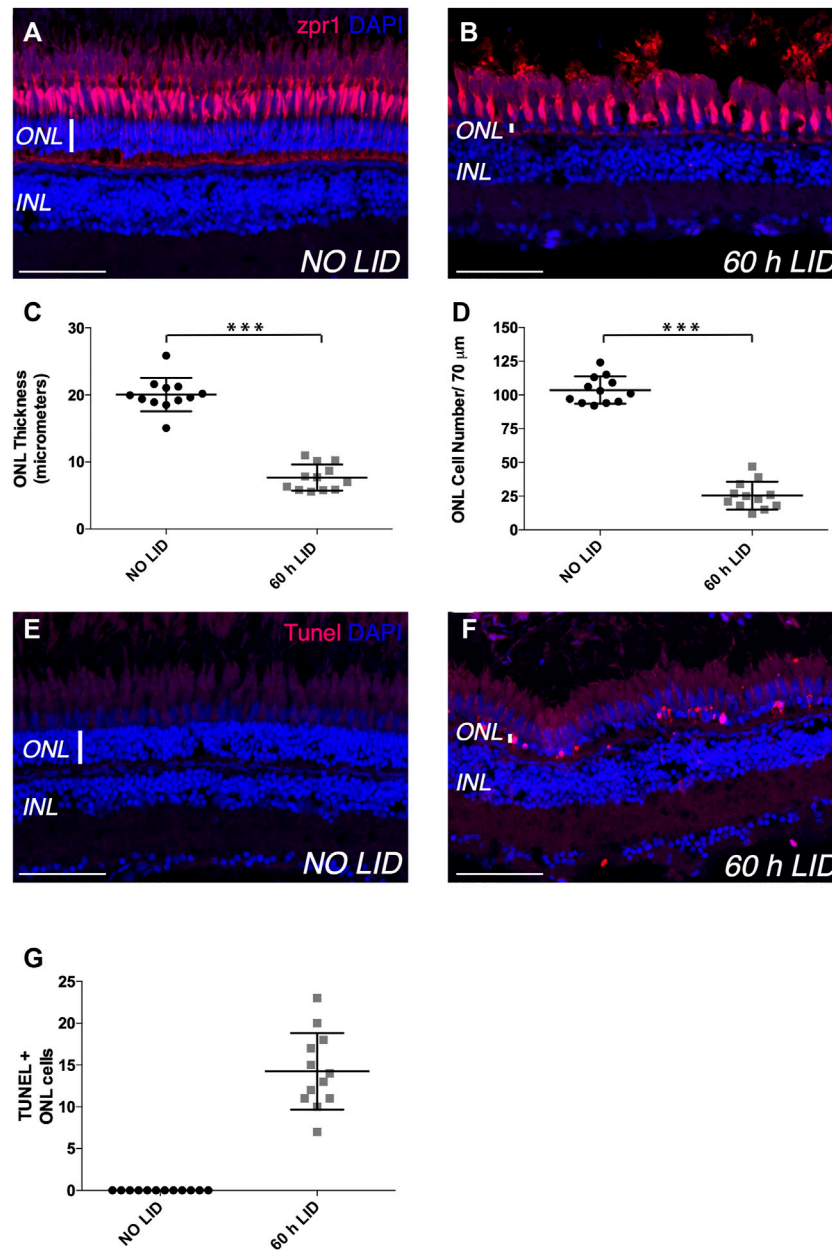 A
zpr1 DAPI
ONL
INL
NO LID
B
ONL
INL
60 h LID
C
ONL Thickness
(micrometers)
30
20
10
0
***
NO LID
60 h LID
D
ONL Cell Number/ 70 μm
150
125
100
75
50
25
0
***
NO LID
60 h LID
E
Tunel DAPI
ONL
INL
NO LID
F
ONL
INL
60 h LID
G
TUNEL +
ONL cells
25
20
15
10
5
0
NO LID
60 h LID